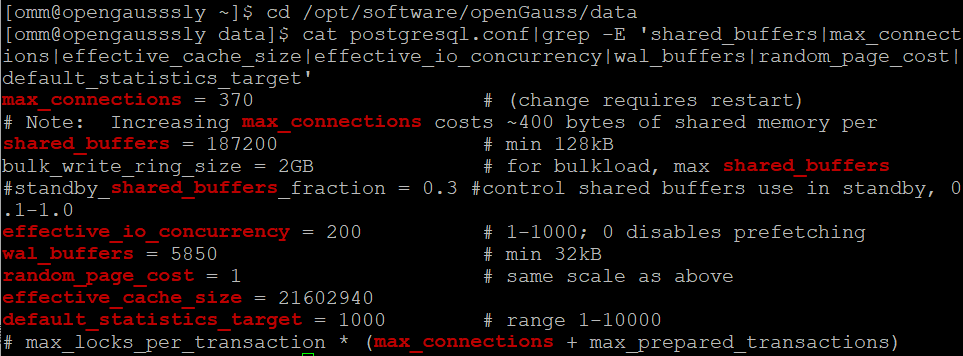 [omm@opengausssly ~]$ cd /opt/software/openGauss/data
[omm@opengausssly data]$ cat postgresql.conf|grep -E 'shared_buffers|max_connect
ions|effective_cache_size|effective_io_concurrency|wal_buffers|random_page_cost|
default_statistics_target'
max_connections = 370                   # (change requires restart)
# Note:  Increasing max_connections costs ~400 bytes of shared memory per
shared_buffers = 187200                 # min 128kB
bulk_write_ring_size = 2GB              # for bulkload, max shared_buffers
#standby_shared_buffers_fraction = 0.3 #control shared buffers use in standby, 0
.1-1.0
effective_io_concurrency = 200          # 1-1000; 0 disables prefetching
wal_buffers = 5850                      # min 32kB
random_page_cost = 1                    # same scale as above
effective_cache_size = 21602940
default_statistics_target = 1000        # range 1-10000
# max_locks_per_transaction * (max_connections + max_prepared_transactions)